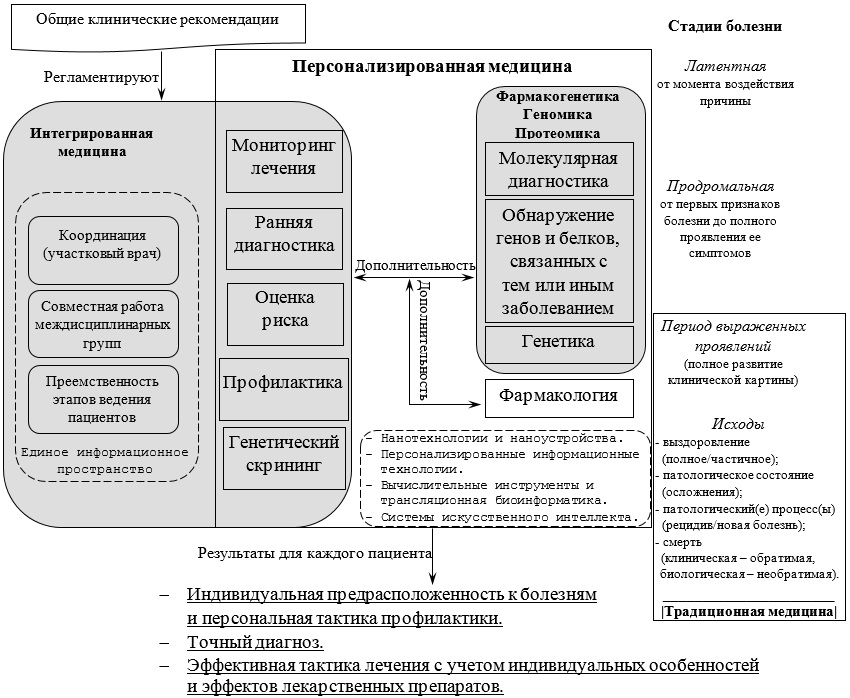 Общие клинические рекомендации
Регламентируют
Интегрированная
медицина
Координация
(участковый врач)
Совместная работа
междисциплинарных
групп
Преемственность
этапов ведения
пациентов
Единое информационное
пространство
Персонализированная медицина
Мониторинг
лечения
Ранняя
диагностика
Оценка
риска
Профилактика
Генетический
скрининг
Дополнительность
Дополнительность
Фармакогенетика
Геномика
Протеомика
Молекулярная
диагностика
Обнаружение
генов и белков,
связанных с
тем или иным
заболеванием
Генетика
Фармакология
– Нанотехнологии и наноустройства.
– Персонализированные информационные
технологии.
– Вычислительные инструменты и
трансляционная биоинформатика.
– Системы искусственного интеллекта.
Стадии болезни
Латентная
от момента воздействия
причины
Продромальная
от первых признаков
болезни до полного
проявления ее
симптомов
Период выраженных
проявлений
(полное развитие
клинической картины)
Исходы
- выздоровление
(полное/частичное);
- патологическое состояние
(осложнения);
- патологический(е) процесс(ы)
(рецидив/новая болезнь);
- смерть
(клиническая – обратимая,
биологическая – необратимая).
|Традиционная медицина|
Результаты для каждого пациента
– Индивидуальная предрасположенность к болезням
и персональная тактика профилактики.
– Точный диагноз.
– Эффективная тактика лечения с учетом индивидуальных особенностей
и эффектов лекарственных препаратов.